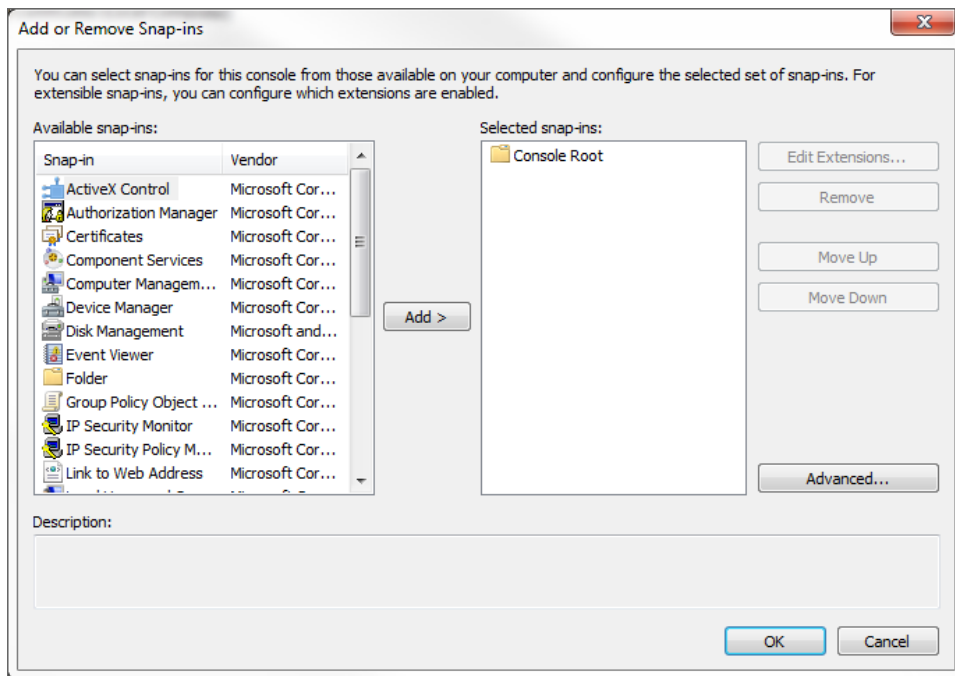 Add or Remove Snap-ins
You can select snap-ins for this console from those available on your computer and configure the selected set of snap-ins. For
extensible snap-ins, you can configure which extensions are enabled.
Available snap-ins:
Snap-in Vendor
ActiveX Control Microsoft Cor...
Authorization Manager Microsoft Cor...
Certificates Microsoft Cor...
Component Services Microsoft Cor...
Computer Managem... Microsoft Cor...
Device Manager Microsoft Cor...
Disk Management Microsoft and...
Event Viewer Microsoft Cor...
Folder Microsoft Cor...
Group Policy Object ... Microsoft Cor...
IP Security Monitor Microsoft Cor...
IP Security Policy M... Microsoft Cor...
Link to Web Address Microsoft Cor...
Add >
Selected snap-ins:
Console Root
Edit Extensions...
Remove
Move Up
Move Down
Advanced...
Description:
OK
Cancel